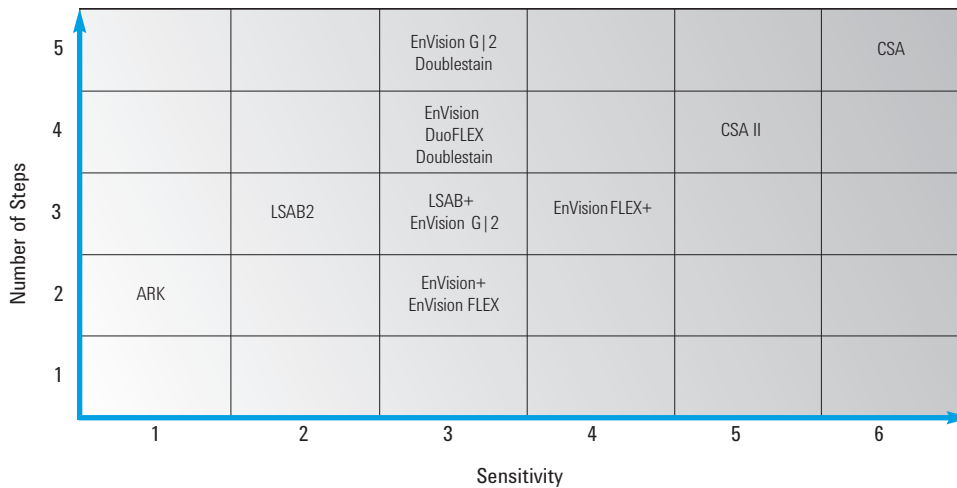 5
EnVision G|2
Doublestain
CSA
4
EnVision
DuoFLEX
Doublestain
CSA II
Number of Steps
3
LSAB2
LSAB+
EnVision G|2
EnVision FLEX+
2
ARK
EnVision+
EnVision FLEX
1
1 2 3 4 5 6
Sensitivity